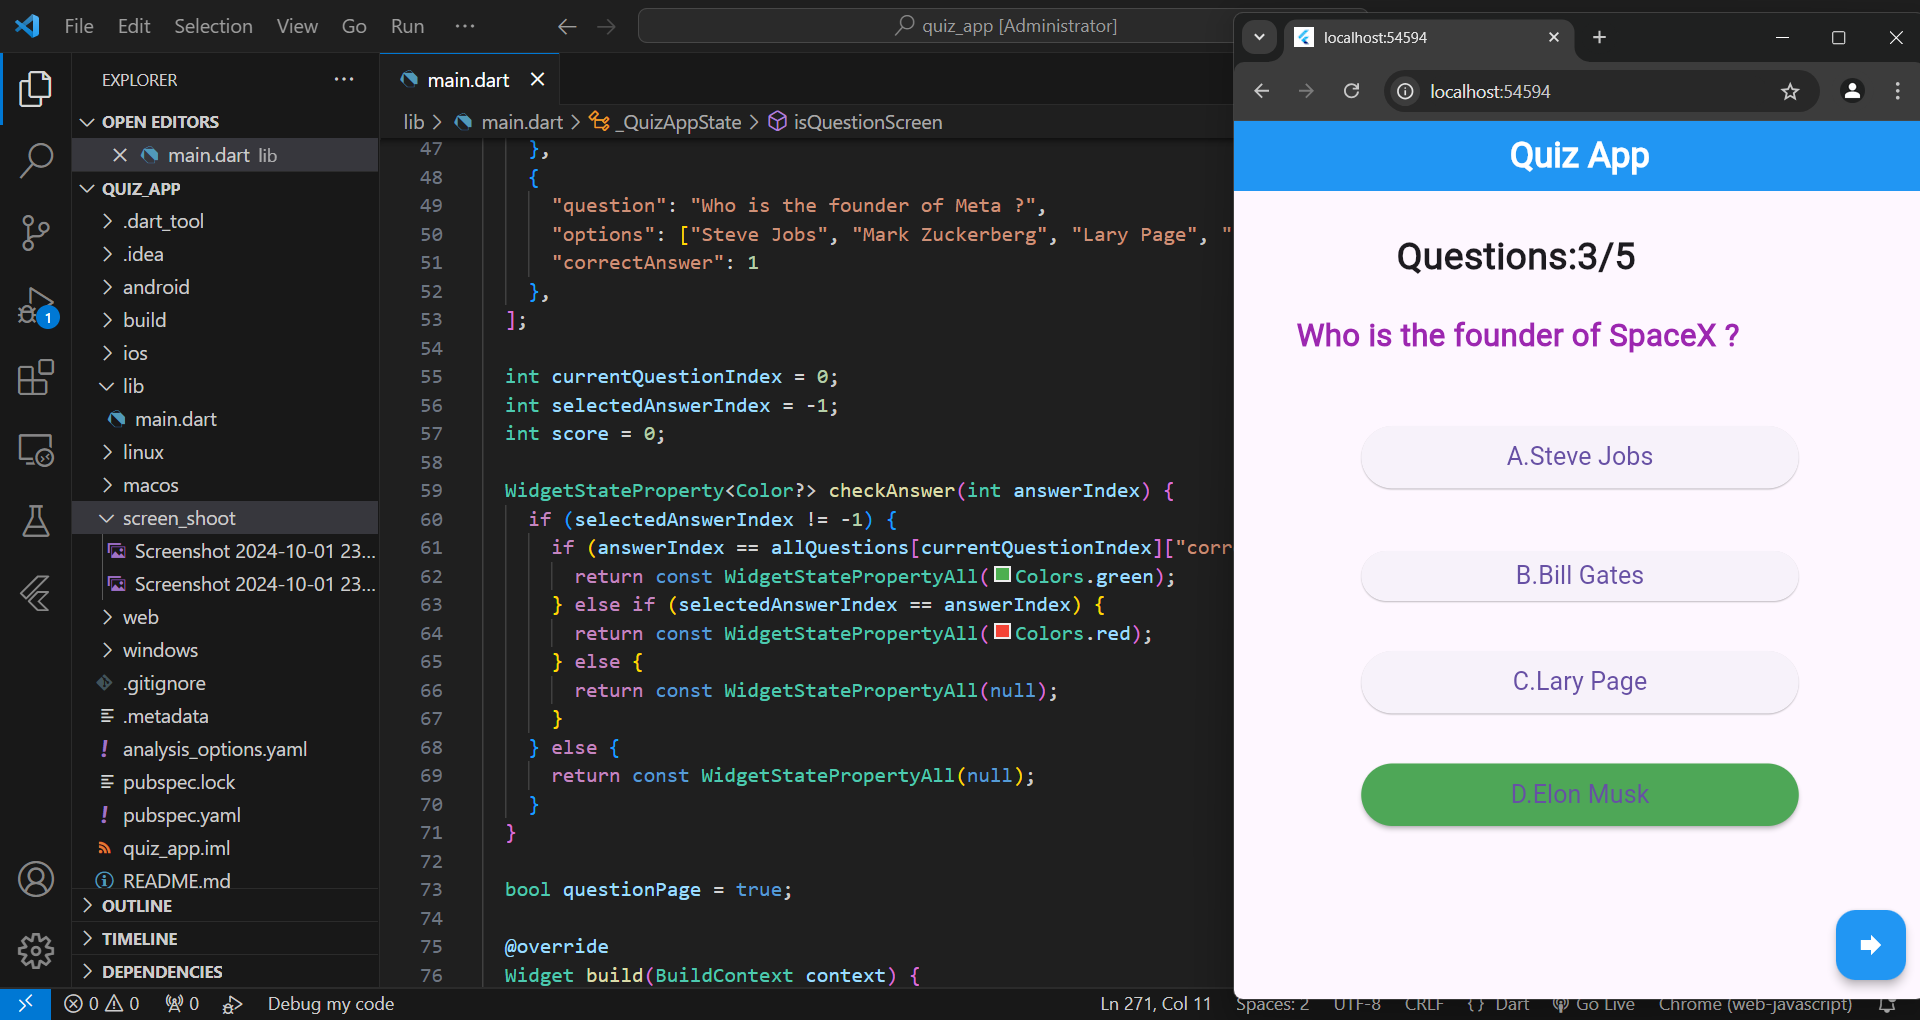 File Edit Selection View Go Run ···
quiz_app [Administrator]
EXPLORER ···
OPEN EDITORS
main.dart lib
QUIZ_APP
.dart_tool
.idea
android
build
1
ios
lib
main.dart
linux
macos
screen_shoot
Screenshot 2024-10-01 23...
Screenshot 2024-10-01 23...
web
windows
.gitignore
.metadata
analysis_options.yaml
pubspec.lock
pubspec.yaml
quiz_app.iml
README.md
OUTLINE
TIMELINE
DEPENDENCIES
main.dart
lib > main.dart > _QuizAppState > isQuestionScreen
47 },
48 {
49 "question": "Who is the founder of Meta ?",
50 "options": ["Steve Jobs", "Mark Zuckerberg", "Lary Page", "
51 "correctAnswer": 1
52 },
53 ];
54
55 int currentQuestionIndex = 0;
56 int selectedAnswerIndex = -1;
57 int score = 0;
58
59 WidgetStateProperty<Color?> checkAnswer(int answerIndex) {
60 if (selectedAnswerIndex != -1) {
61 if (answerIndex == allQuestions[currentQuestionIndex]["corr
62 return const WidgetStatePropertyAll(Colors.green);
63 } else if (selectedAnswerIndex == answerIndex) {
64 return const WidgetStatePropertyAll(Colors.red);
65 } else {
66 return const WidgetStatePropertyAll(null);
67 }
68 } else {
69 return const WidgetStatePropertyAll(null);
70 }
71 }
72
73 bool questionPage = true;
74
75 @override
76 Widget build(BuildContext context) {
localhost:54594
localhost:54594
Quiz App
Questions:3/5
Who is the founder of SpaceX ?
A.Steve Jobs
B.Bill Gates
C.Lary Page
D.Elon Musk
0 0 0 Debug my code Ln 271, Col 11 Spaces: 2 UTF-8 CRLF {} Dart Go Live Chrome (web-javascript)